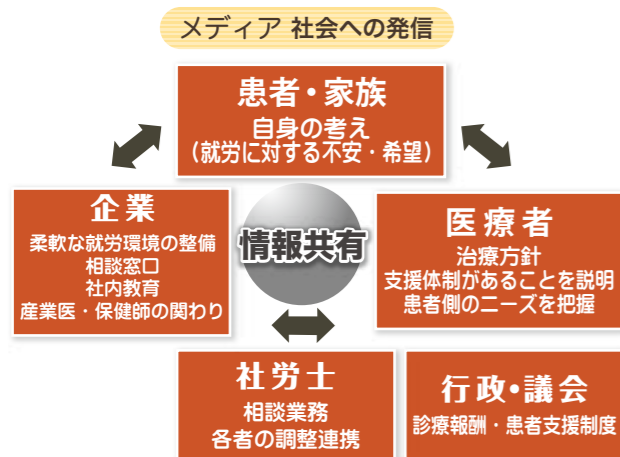 メディア 社会への発信
患者・家族
自身の考え
(就労に対する不安・希望)
企業
柔軟な就労環境の整備
相談窓口
社内教育
産業医・保健師の関わり
情報共有
医療者
治療方針
支援体制があることを説明
患者側のニーズを把握
社労士
相談業務
各者の調整連携
行政・議会
診療報酬・患者支援制度